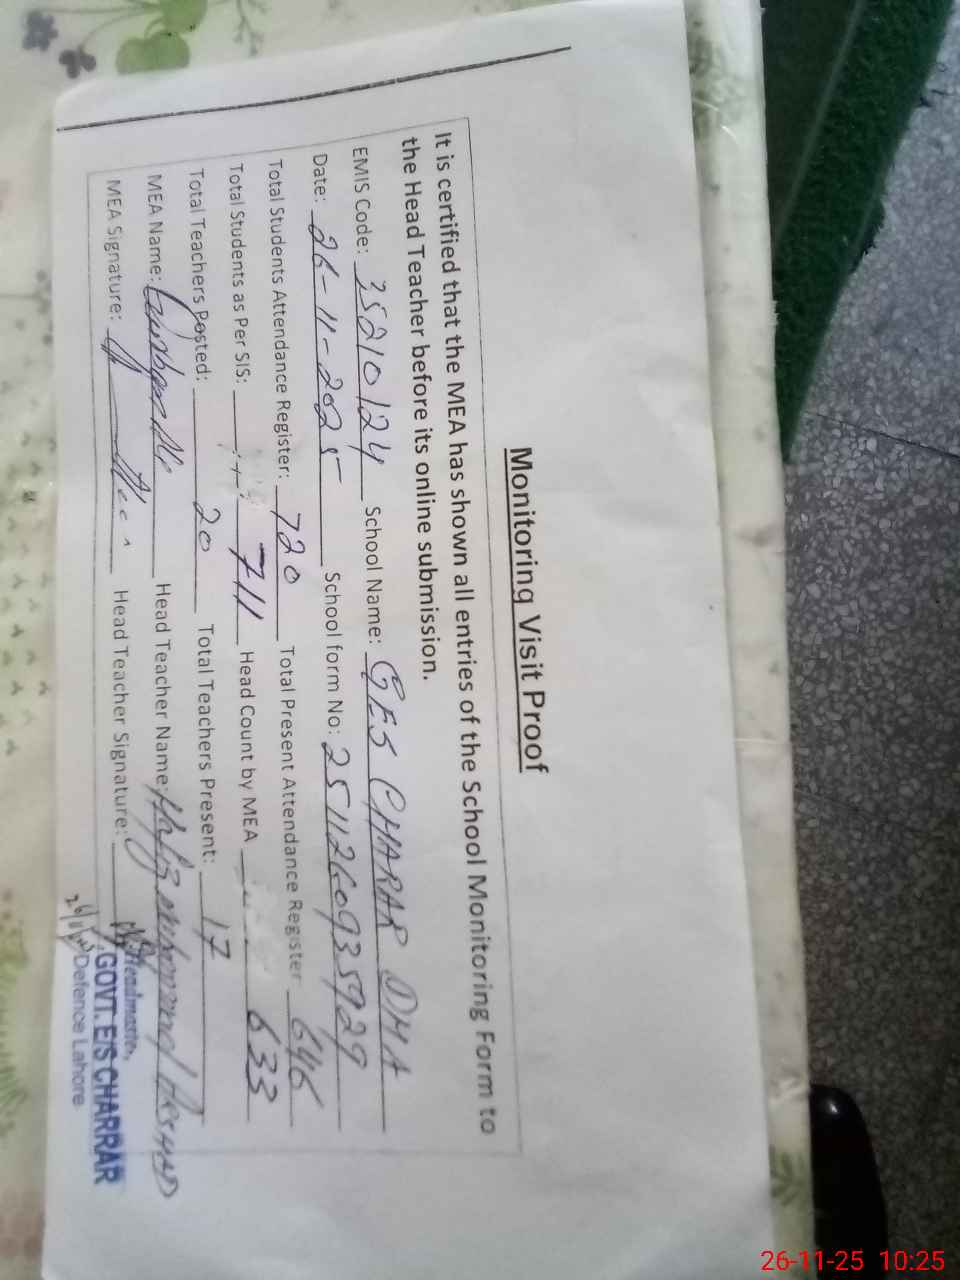 Monitoring Visit Proof
It is certified that the MEA has shown all entries of the School Monitoring Form to
the Head Teacher before its online submission.
EMIS Code: 35210124 School Name: GES CHARAR DHA
Date: 26-11-2025 School form No: 2511260935929
Total Students Attendance Register: 720 Total Present Attendance Register 646
Total Students as Per SIS: 711 Head Count by MEA 633
Total Teachers Posted: 20 Total Teachers Present: 17
MEA Name: Head Teacher Name: Hafiz Muhammad
MEA Signature: Head Teacher Signature:
Headmaster,
GOVT. E/S CHARRAR
Defence Lahore
26-11-25 10:25